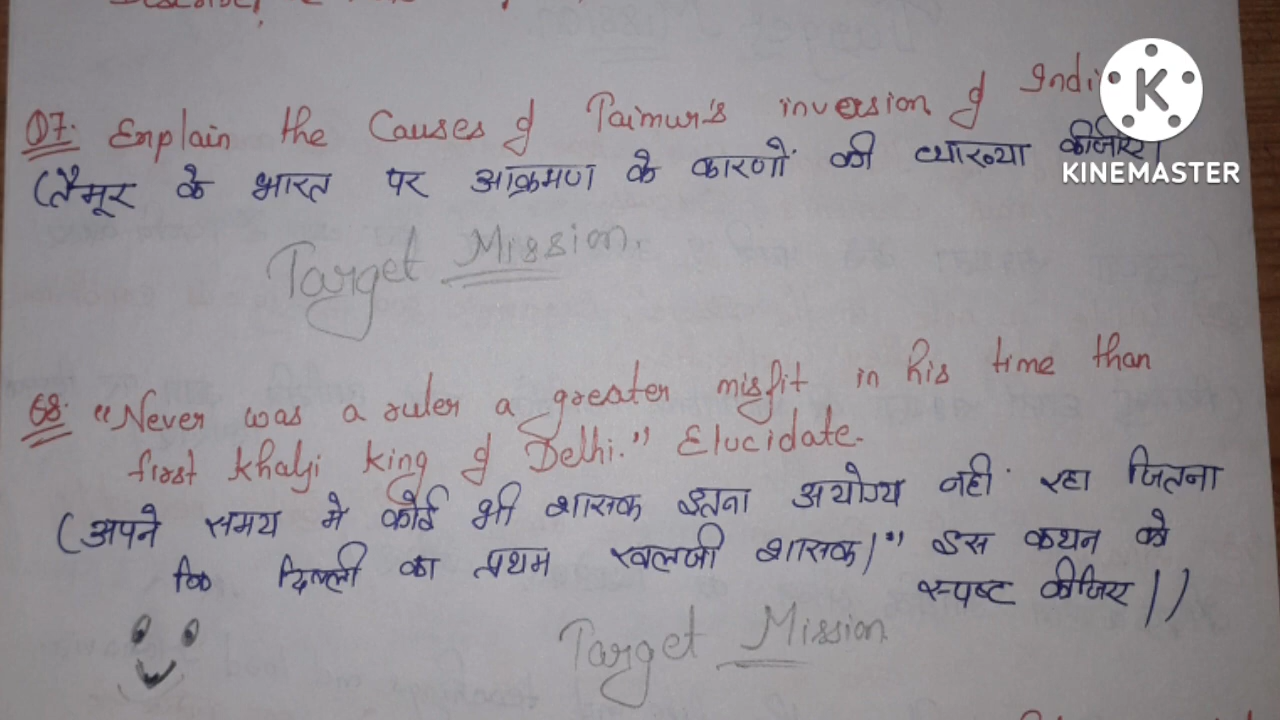 Q7. Explain the Causes of Taimur's inversion of Indi
(तैमूर के भारत पर आक्रमण के कारणों की व्याख्या कीजिए।
KINEMASTER
Target Mission.
Q8. "Never was a ruler a greater misfit in his time than
first Khalji King of Delhi." Elucidate.
(अपने समय मे कोई भी शासक इतना अयोग्य नही रहा जितना
कि दिल्ली का प्रथम खलजी शासक।" इस कथन को
स्पष्ट कीजिए।)
Target Mission